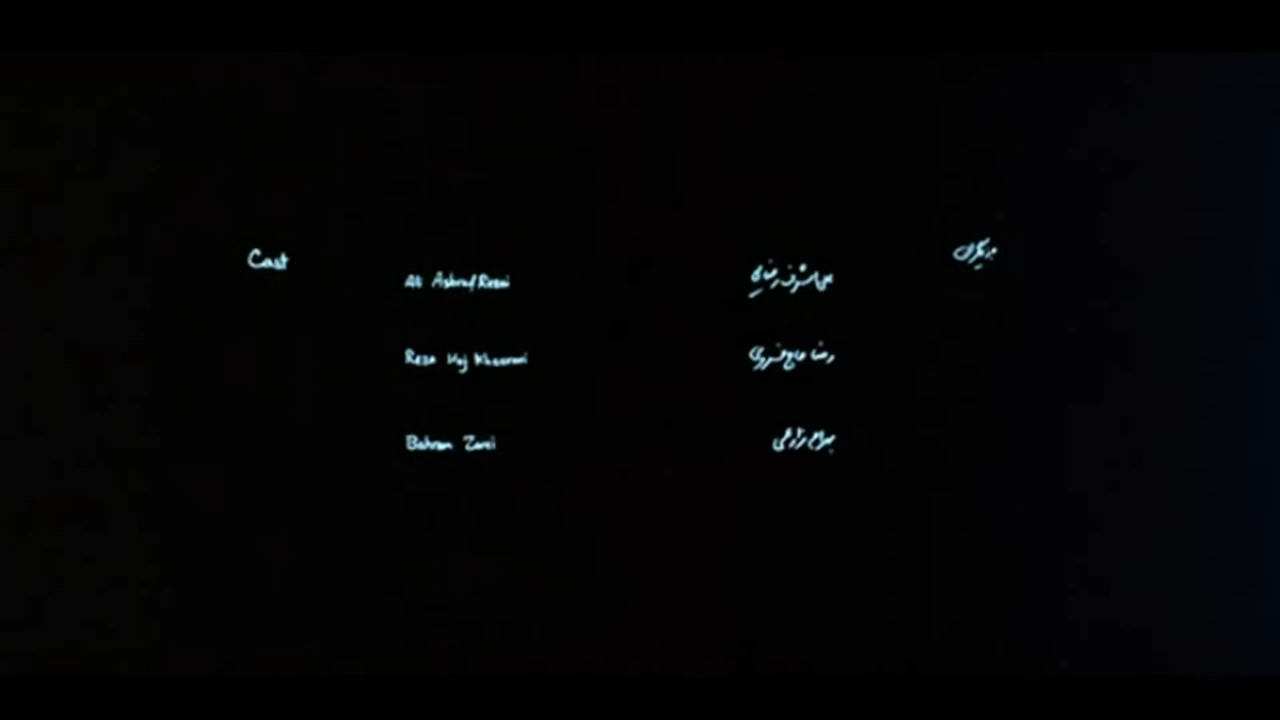 Cast
بازیگران
Ali Ashraf Rezai
علی اشرف رضایی
Reza Haj Khosravi
رضا حاج خسروی
Bahram Zarei
بهرام زارعی